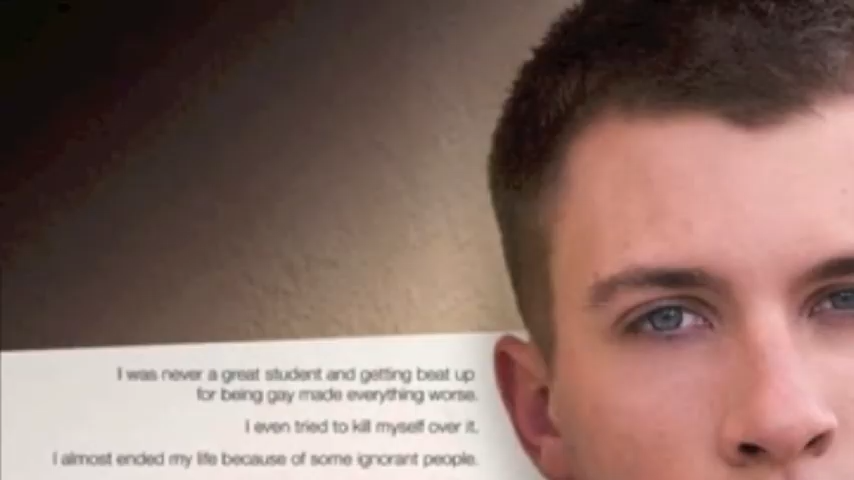 I was never a great student and getting beat up
for being gay made everything worse.
I even tried to kill myself over it.
I almost ended my life because of some ignorant people.